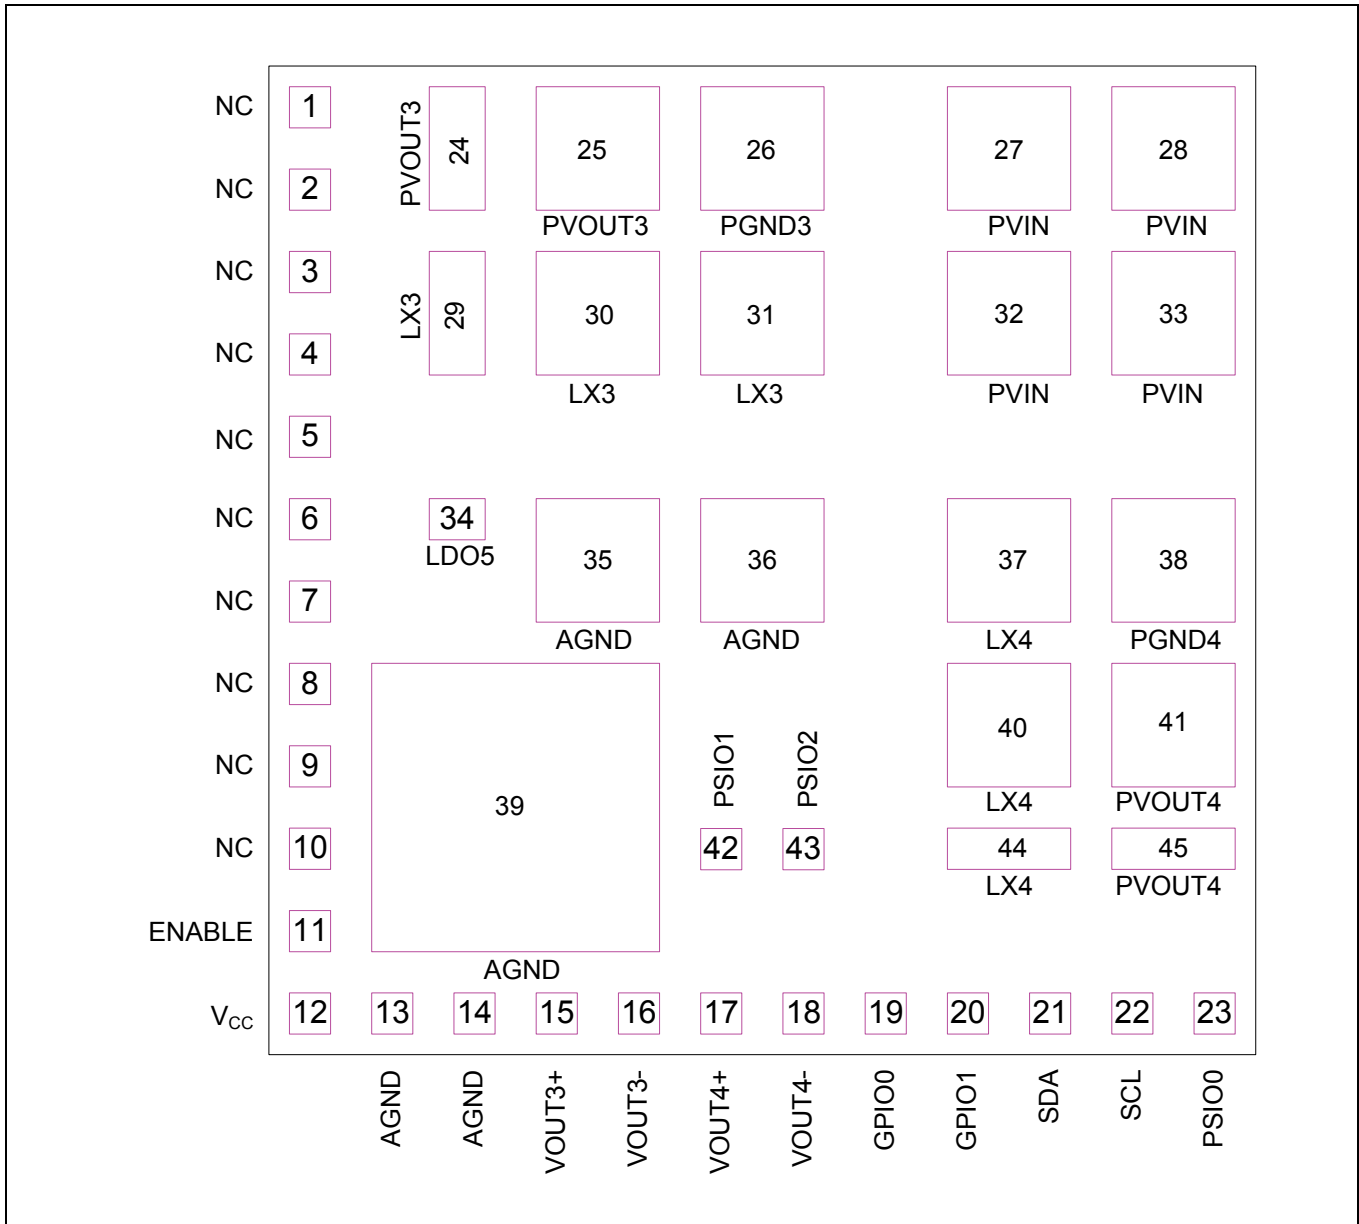 NC 1 PVOUT3 24 25 26 27 28
NC 2
PVOUT3 PGND3 PVIN PVIN
NC 3 LX3 29 30 31 32 33
NC 4
LX3 LX3 PVIN PVIN
NC 5
NC 6 34
LDO5
35 36 37 38
NC 7
AGND AGND LX4 PGND4
NC 8
40 41
NC 9 PSIO1 PSIO2
39
LX4 PVOUT4
NC 10 42 43 44 45
LX4 PVOUT4
ENABLE 11
AGND
VCC 12 13 14 15 16 17 18 19 20 21 22 23
AGND AGND VOUT3+ VOUT3- VOUT4+ VOUT4- GPIO0 GPIO1 SDA SCL PSIO0